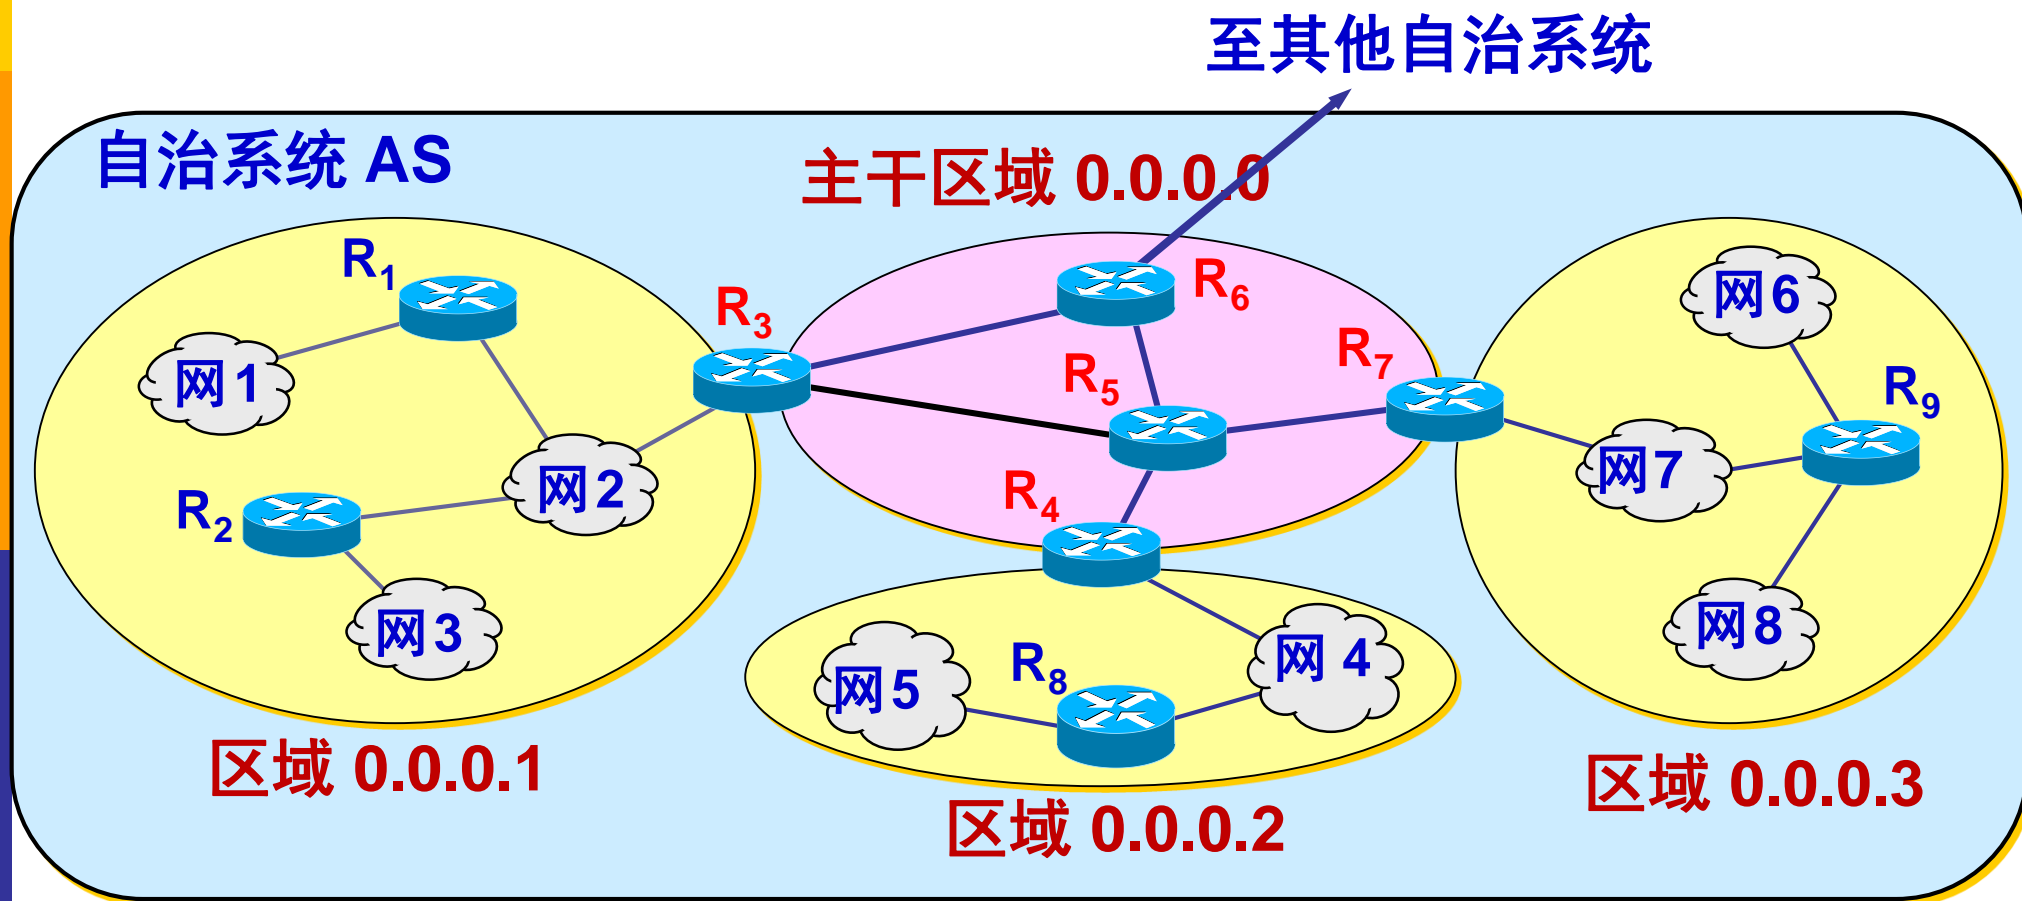 至其他自治系统
自治系统 AS
主干区域 0.0.0.0
R1
R3
R6
网6
网1
R5
R7
R9
网2
网7
R2
R4
网3
网8
网5
R8
网 4
区域 0.0.0.1
区域 0.0.0.2
区域 0.0.0.3